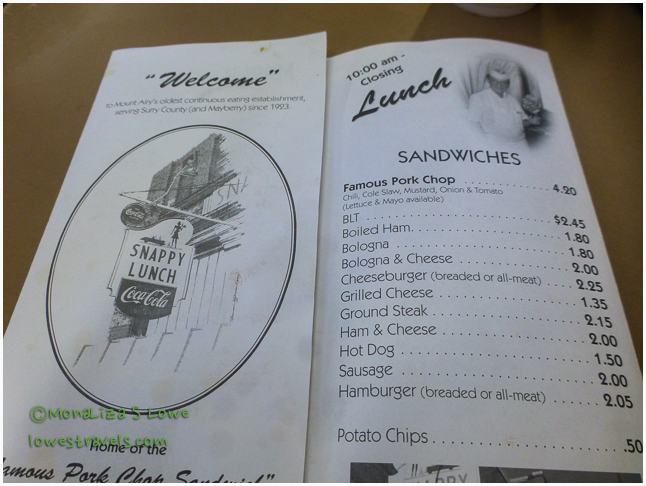 "Welcome"
to Mount Airy's oldest continuous eating establishment,
serving Surry County (and Mayberry) since 1923.
Coca-Cola
SNAPPY
LUNCH
Coca-Cola
©MonaLiza S Lowe
lowestravels.com
Home of the
Famous Pork Chop Sandwich"
10:00 am -
Closing
Lunch
SANDWICHES
Famous Pork Chop . . . . . . . . . . . . . 4.20
Chili, Cole Slaw, Mustard, Onion & Tomato
(Lettuce & Mayo available)
BLT . . . . . . . . . . . . . . . . . . . . . . $2.45
Boiled Ham. . . . . . . . . . . . . . . . . . 1.80
Bologna . . . . . . . . . . . . . . . . . . . 1.80
Bologna & Cheese . . . . . . . . . . . . . 2.00
Cheeseburger (breaded or all-meat) . . . . 2.25
Grilled Cheese . . . . . . . . . . . . . . . 1.35
Ground Steak . . . . . . . . . . . . . . . . 2.15
Ham & Cheese . . . . . . . . . . . . . . . . 2.00
Hot Dog . . . . . . . . . . . . . . . . . . . 1.50
Sausage . . . . . . . . . . . . . . . . . . . 2.00
Hamburger (breaded or all-meat) . . . . . 2.05
Potato Chips . . . . . . . . . . . . . . . . . .50